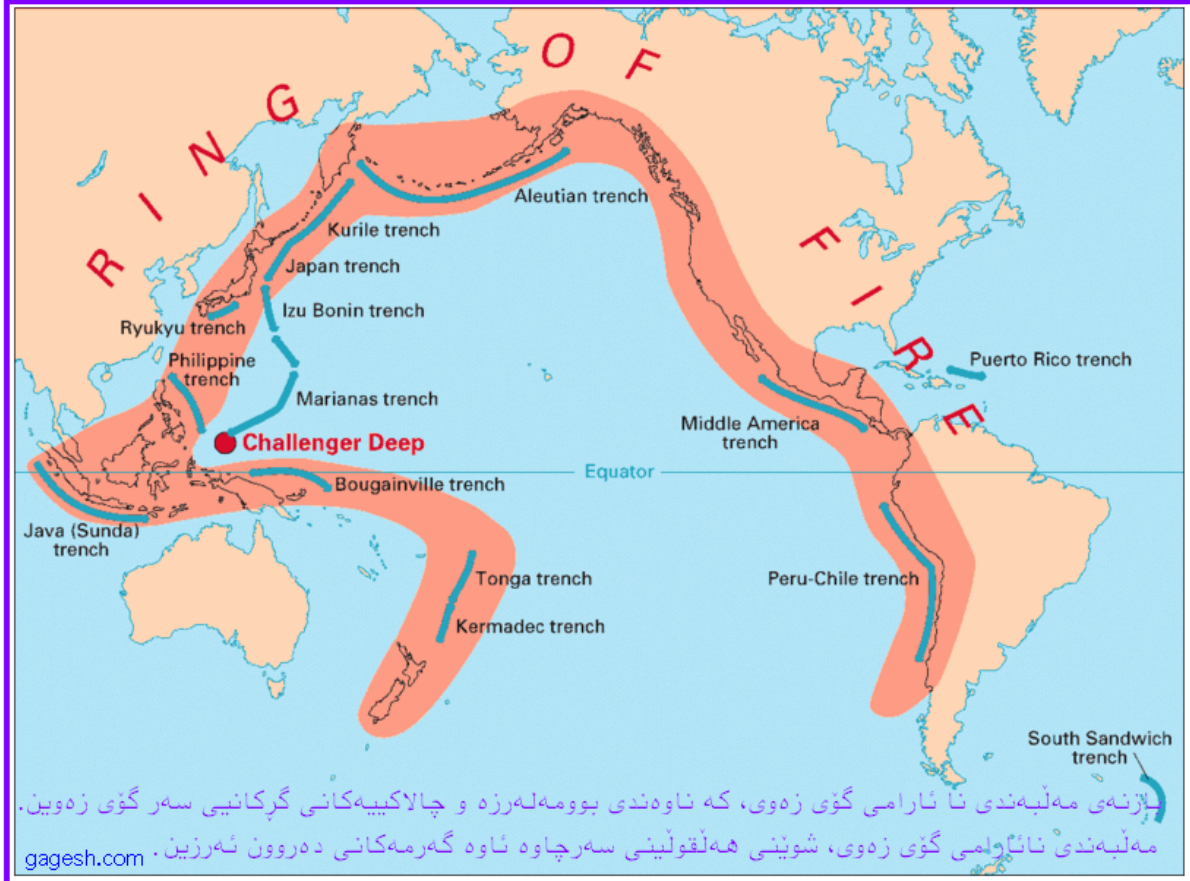 RING OF FIRE
Aleutian trench
Kurile trench
Japan trench
Izu Bonin trench
Ryukyu trench
Philippine
trench
Marianas trench
Challenger Deep
Puerto Rico trench
Middle America
trench
Equator
Bougainville trench
Java (Sunda)
trench
Tonga trench
Kermadec trench
Peru-Chile trench
South Sandwich
trench
بازنەی مەڵبەندی نا ئارامی گۆی زەوی، کە ناوەندی بوومەلەرزە و چالاکییەکانی گڕکانیی سەر گۆی زەوین.
مەڵبەندی نائارامی گۆی زەوی، شوێنی هەڵقوڵینی سەرچاوە ئاوە گەرمەکانی دەروون ئەرزین.
gagesh.com